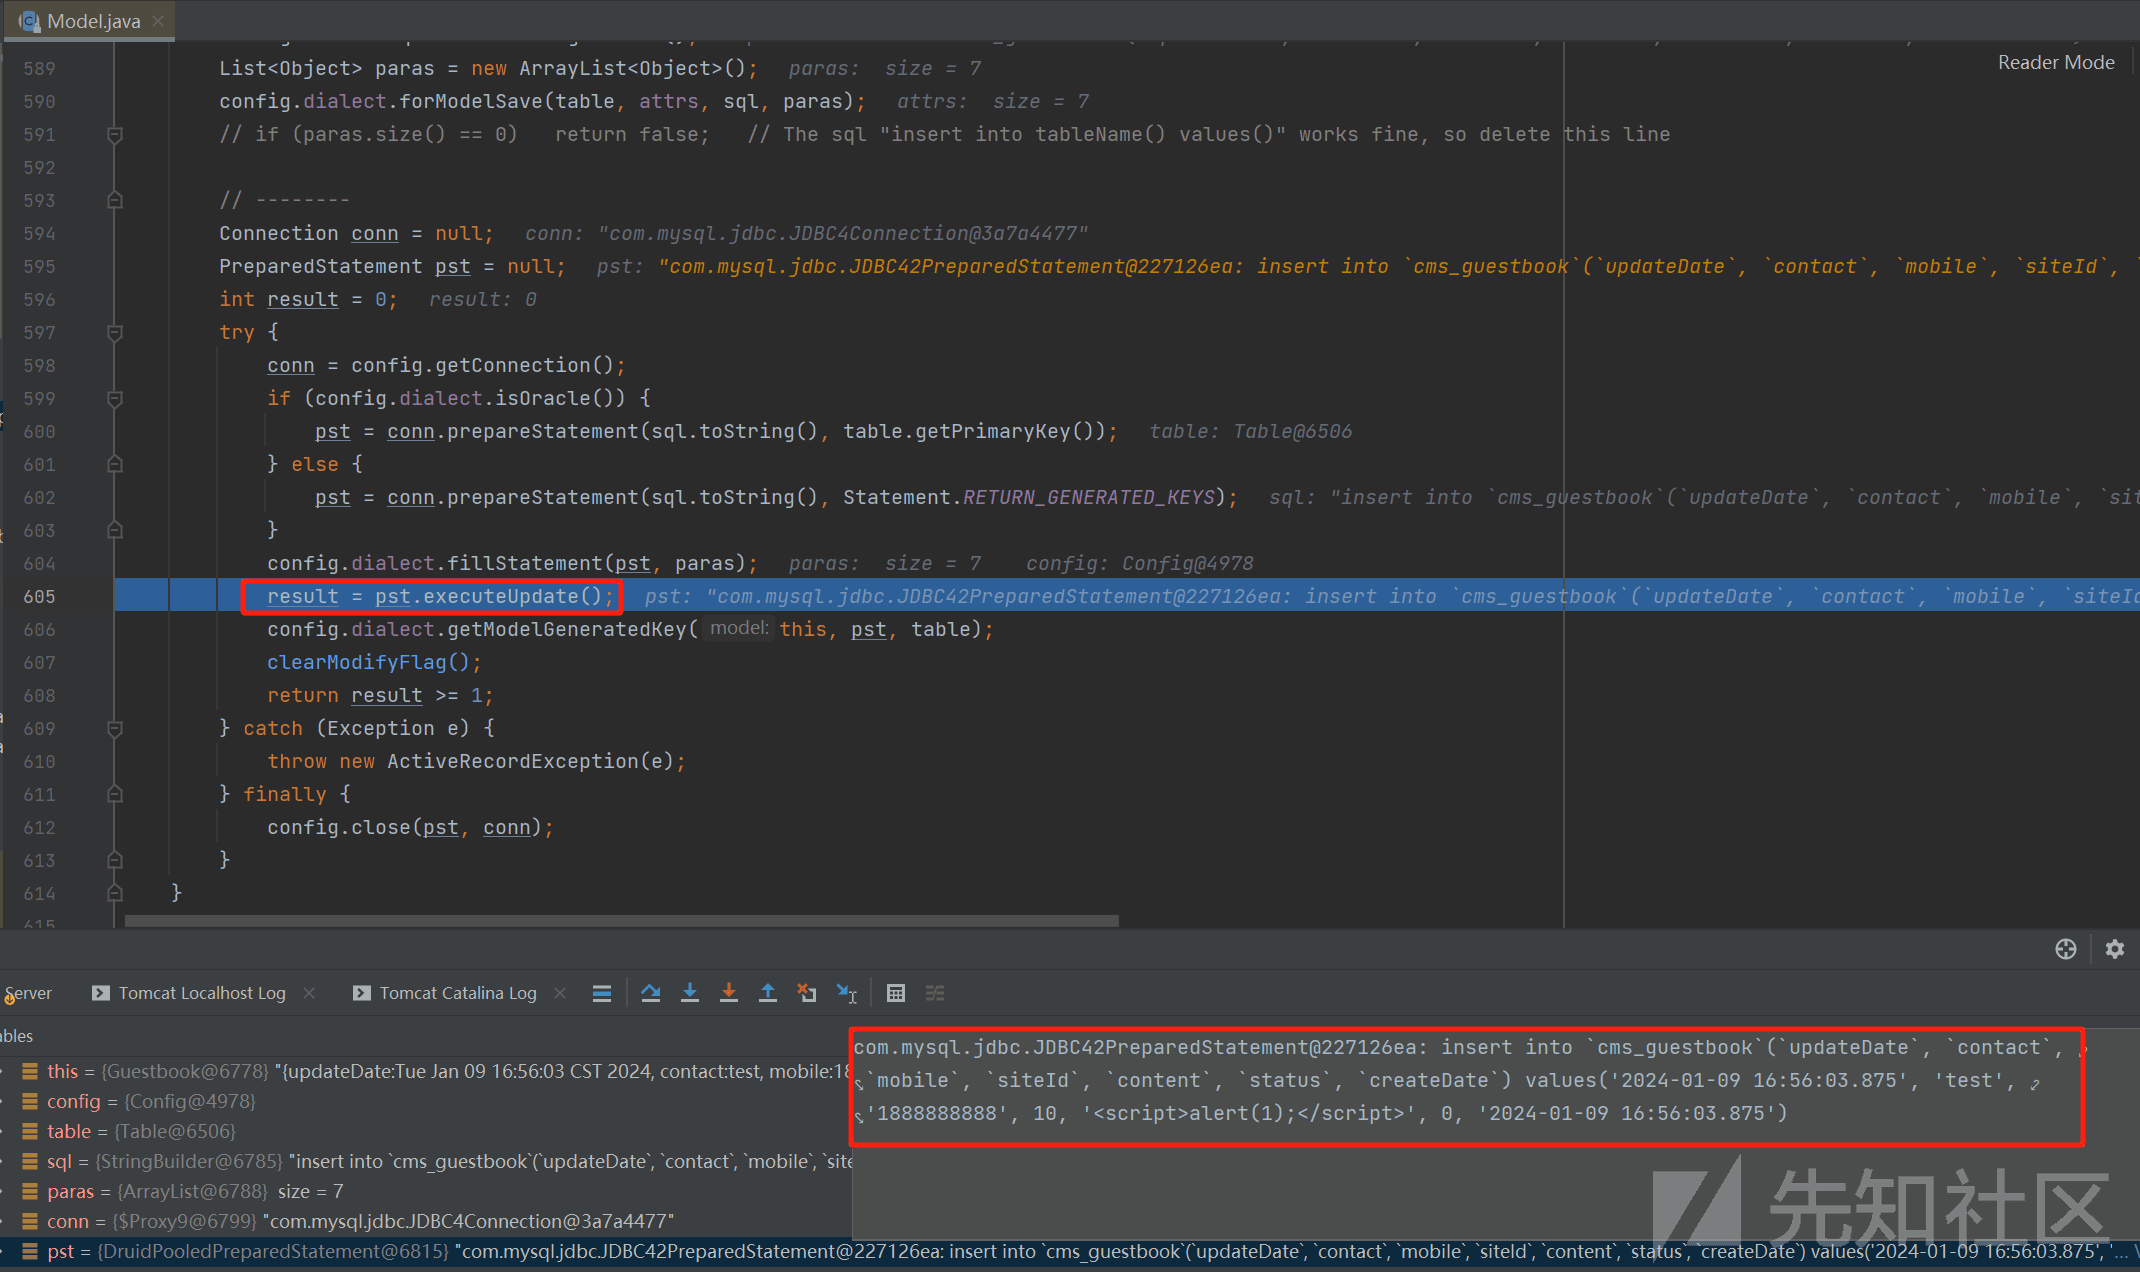 Model.java
Reader Mode
589 List<Object> paras = new ArrayList<Object>(); paras: size = 7
590 config.dialect.forModelSave(table, attrs, sql, paras); attrs: size = 7
591 // if (paras.size() == 0) return false; // The sql "insert into tableName() values()" works fine, so delete this line
592
593 // --------
594 Connection conn = null; conn: "com.mysql.jdbc.JDBC4Connection@3a7a4477"
595 PreparedStatement pst = null; pst: "com.mysql.jdbc.JDBC42PreparedStatement@227126ea: insert into `cms_guestbook`(`updateDate`, `contact`, `mobile`, `siteId`, `
596 int result = 0; result: 0
597 try {
598 conn = config.getConnection();
599 if (config.dialect.isOracle()) {
600 pst = conn.prepareStatement(sql.toString(), table.getPrimaryKey()); table: Table@6506
601 } else {
602 pst = conn.prepareStatement(sql.toString(), Statement.RETURN_GENERATED_KEYS); sql: "insert into `cms_guestbook`(`updateDate`, `contact`, `mobile`, `sit
603 }
604 config.dialect.fillStatement(pst, paras); paras: size = 7 config: Config@4978
605 result = pst.executeUpdate(); pst: "com.mysql.jdbc.JDBC42PreparedStatement@227126ea: insert into `cms_guestbook`(`updateDate`, `contact`, `mobile`, `siteId
606 config.dialect.getModelGeneratedKey( model: this, pst, table);
607 clearModifyFlag();
608 return result >= 1;
609 } catch (Exception e) {
610 throw new ActiveRecordException(e);
611 } finally {
612 config.close(pst, conn);
613 }
614 }
615
Server Tomcat Localhost Log Tomcat Catalina Log
ables
this = {Guestbook@6778} "{updateDate:Tue Jan 09 16:56:03 CST 2024, contact:test, mobile:18
config = {Config@4978}
table = {Table@6506}
sql = {StringBuilder@6785} "insert into `cms_guestbook`(`updateDate`, `contact`, `mobile`, `site
paras = {ArrayList@6788} size = 7
conn = {$Proxy9@6799} "com.mysql.jdbc.JDBC4Connection@3a7a4477"
pst = {DruidPooledPreparedStatement@6815} "com.mysql.jdbc.JDBC42PreparedStatement@227126ea: insert into `cms_guestbook`(`updateDate`, `contact`, `mobile`, `siteId`, `content`, `status`, `createDate`) values('2024-01-09 16:56:03.875', '...
com.mysql.jdbc.JDBC42PreparedStatement@227126ea: insert into `cms_guestbook`(`updateDate`, `contact`,
`mobile`, `siteId`, `content`, `status`, `createDate`) values('2024-01-09 16:56:03.875', 'test',
'1888888888', 10, '<script>alert(1);</script>', 0, '2024-01-09 16:56:03.875')
先知社区